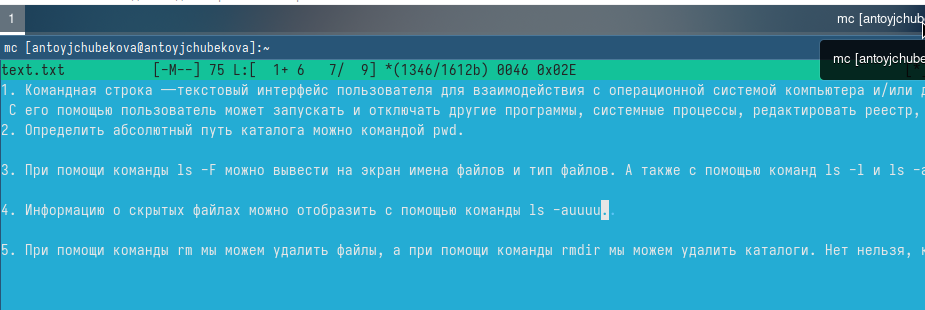 1
mc [antoyjchub
mc [antoyjchubekova@antoyjchubekova]:~
mc [antoyjchube
text.txt [-M--] 75 L:[ 1+ 6 7/ 9] *(1346/1612b) 0046 0x02E
1. Командная строка —–текстовый интерфейс пользователя для взаимодействия с операционной системой компьютера и/или д
С его помощью пользователь может запускать и отключать другие программы, системные процессы, редактировать реестр,
2. Определить абсолютный путь каталога можно командой pwd.
3. При помощи команды ls -F можно вывести на экран имена файлов и тип файлов. А также с помощью команд ls -l и ls -a
4. Информацию о скрытых файлах можно отобразить с помощью команды ls -auuuu.
5. При помощи команды rm мы можем удалить файлы, а при помощи команды rmdir мы можем удалить каталоги. Нет нельзя, к